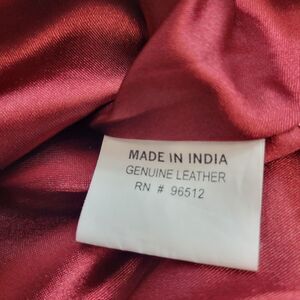 MADE IN INDIA
GENUINE LEATHER
RN # 96512